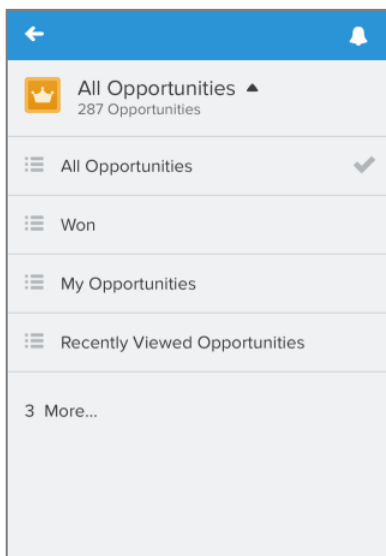 All Opportunities
287 Opportunities
All Opportunities
Won
My Opportunities
Recently Viewed Opportunities
3 More...